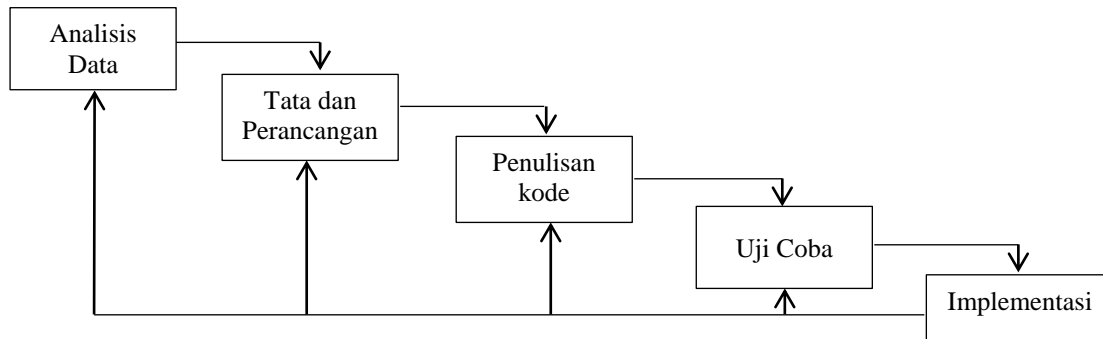 Analisis
Data
Tata dan
Perancangan
Penulisan
kode
Uji Coba
Implementasi